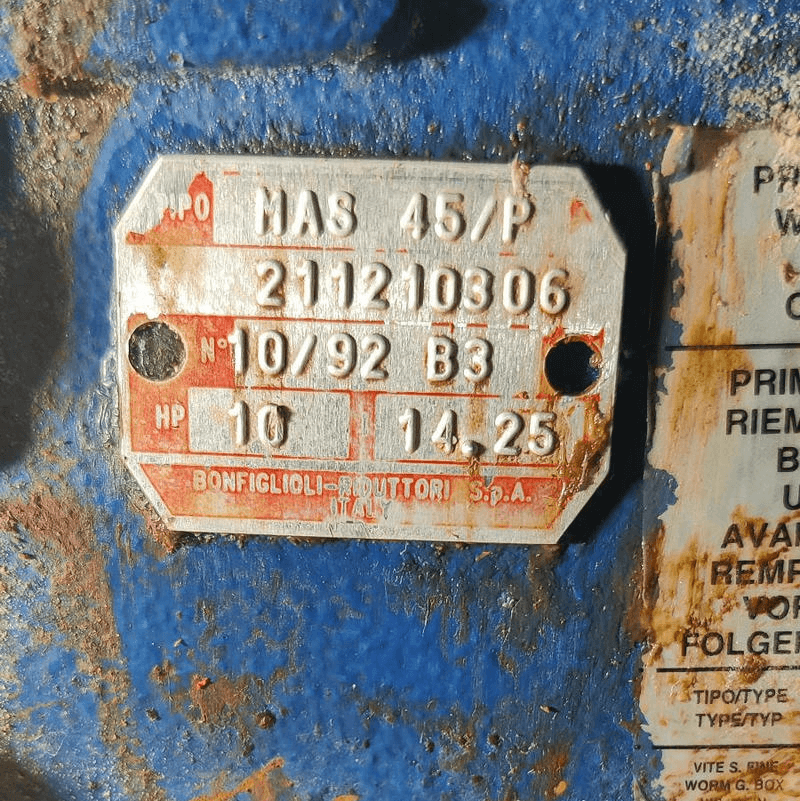 TIPO MAS 45/P
211210306
N° 10/92 B3
HP 10 14.25
BONFIGLIOLI-RIDUTTORI S.p.A.
ITALY
PR
W
C
PRIM
RIEM
B
U
AVA
REMP
VOR
FOLGE
TIPO/TYPE
TYPE/TYP
VITE S. FINE
WORM G. BOX